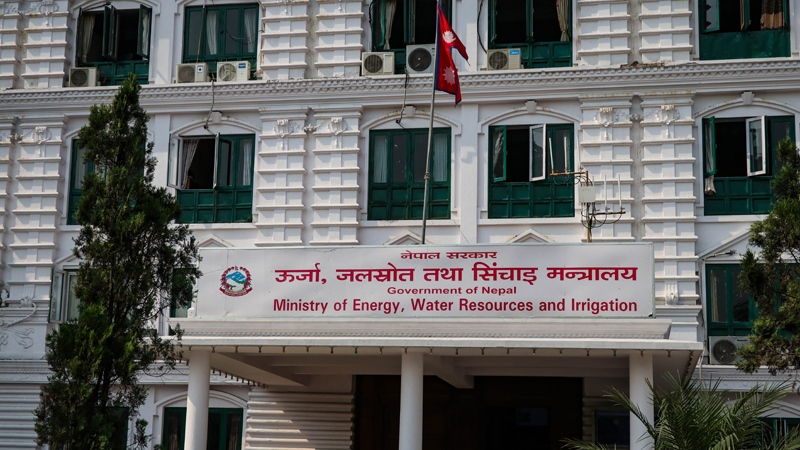 नेपाल सरकार
ऊर्जा, जलस्रोत तथा सिंचाइ मन्त्रालय
Government of Nepal
Ministry of Energy, Water Resources and Irrigation